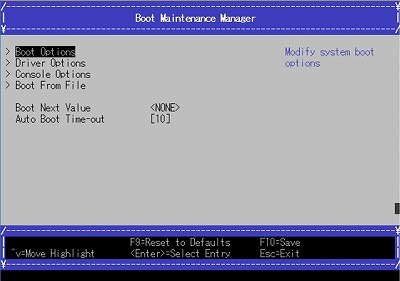 Boot Maintenance Manager
> Boot Options
Modify system boot
options
> Driver Options
> Console Options
> Boot From File
Boot Next Value <NONE>
Auto Boot Time-out [10]
F9=Reset to Defaults F10=Save
^v=Move Highlight <Enter>=Select Entry Esc=Exit